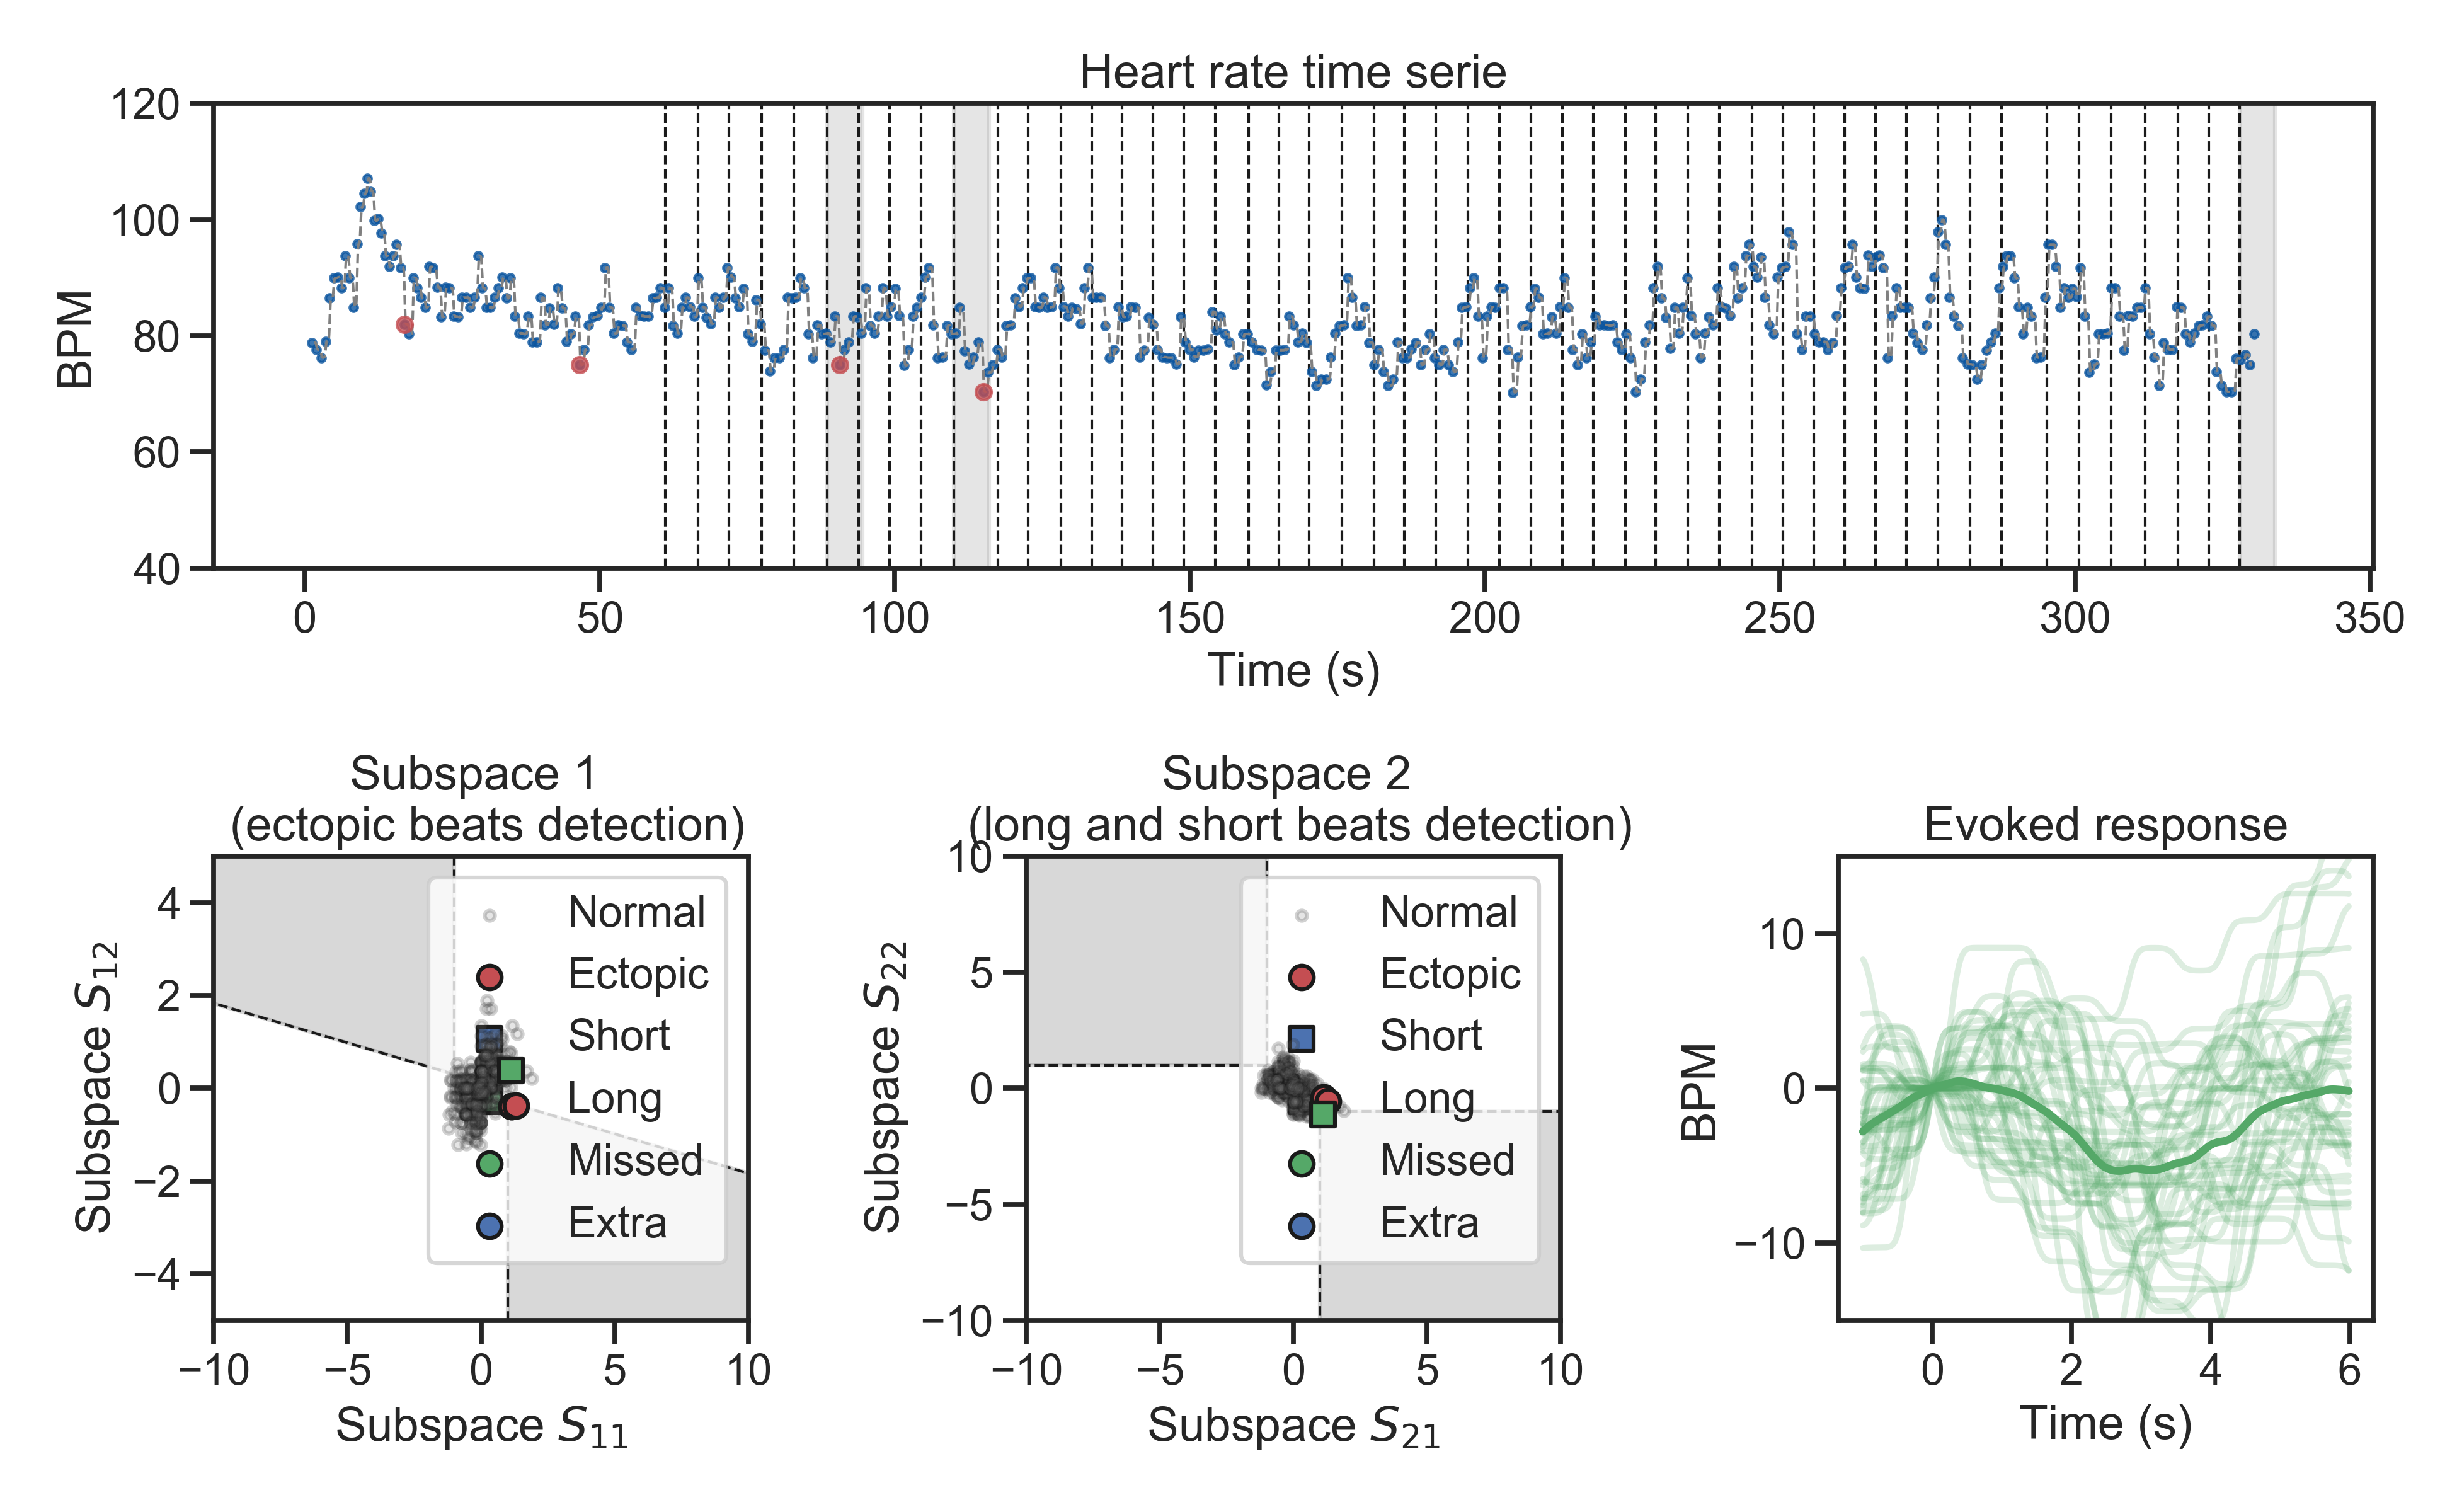 Heart rate time serie
BPM
120
100
80
60
40
0 50 100 150 200 250 300 350
Time (s)
Subspace 1
(ectopic beats detection)
Subspace S12
4
2
0
−2
−4
Normal
Ectopic
Short
Long
Missed
Extra
−10 −5 0 5 10
Subspace S11
Subspace 2
(long and short beats detection)
Subspace S22
10
5
0
−5
−10
Normal
Ectopic
Short
Long
Missed
Extra
−10 −5 0 5 10
Subspace S21
Evoked response
BPM
10
0
−10
0 2 4 6
Time (s)